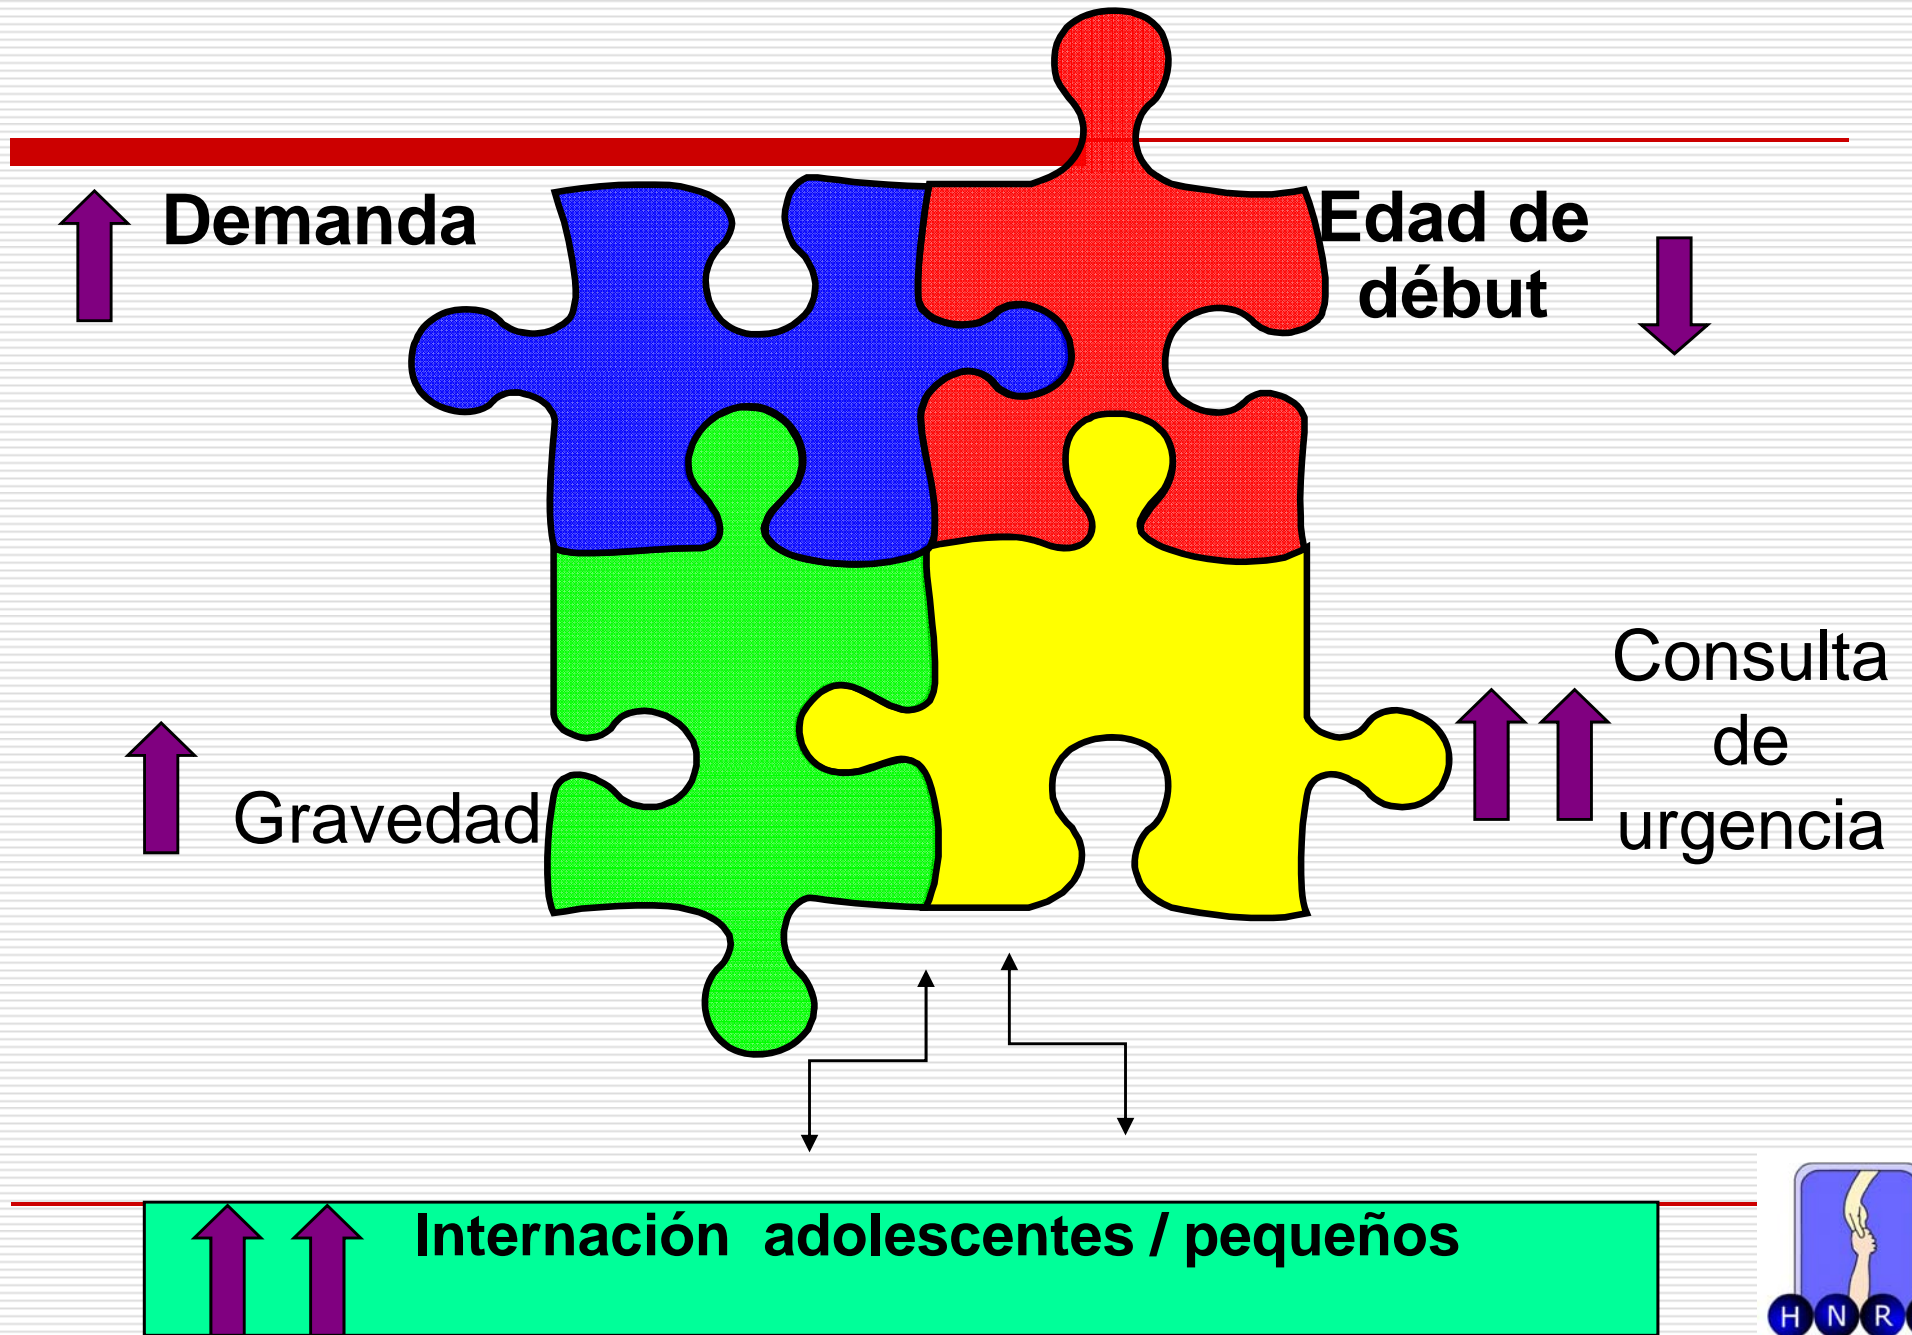 Demanda
Edad de
début
Consulta
de
urgencia
Gravedad
Internación adolescentes / pequeños
H N R